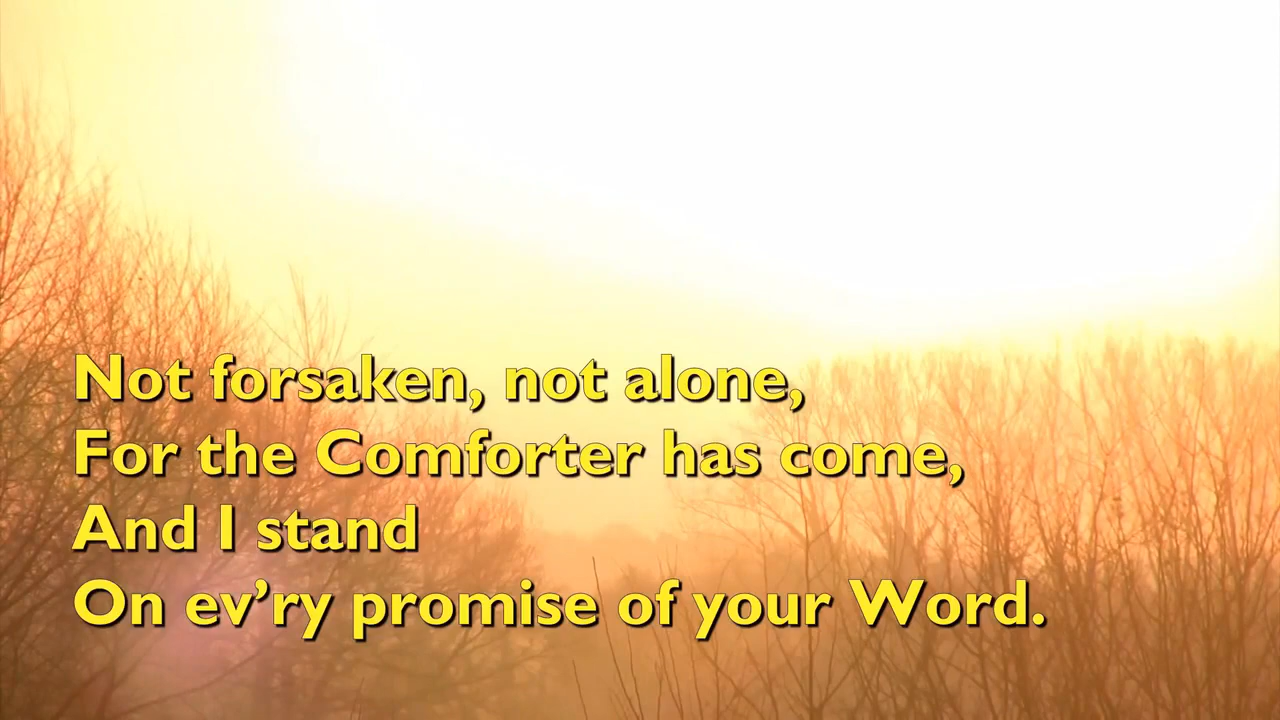 Not forsaken, not alone,
For the Comforter has come,
And I stand
On ev’ry promise of your Word.